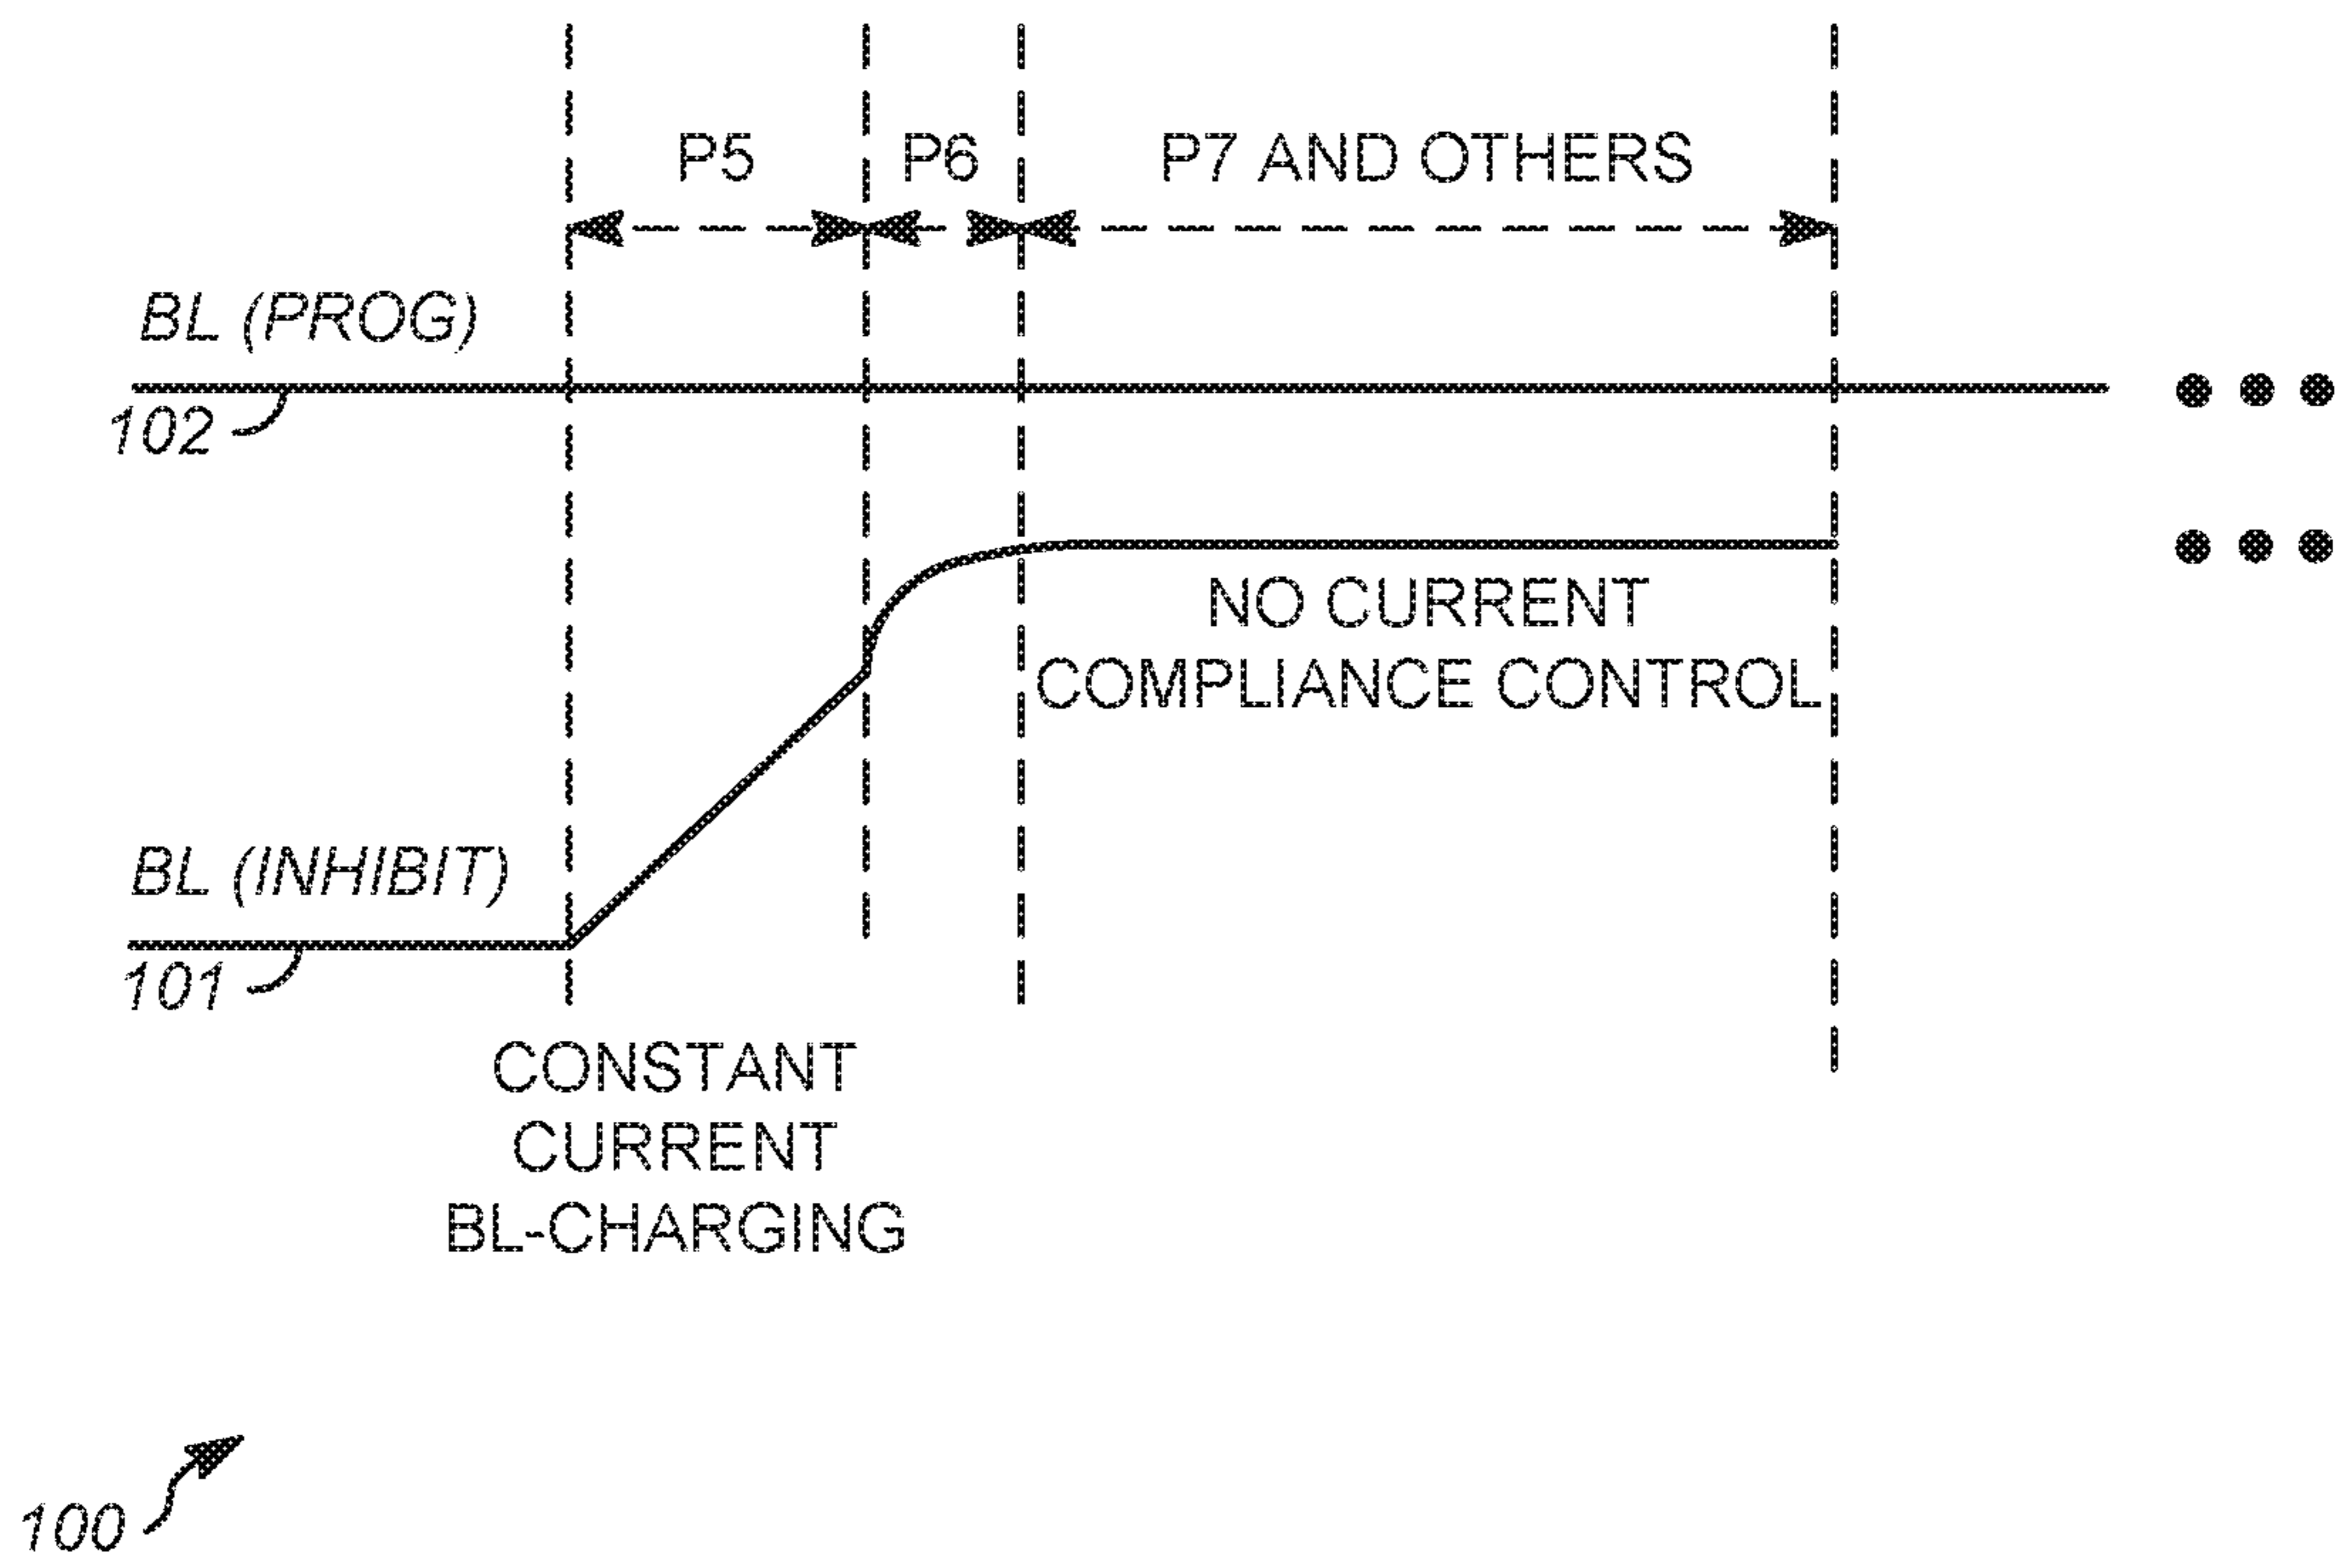 P5
P6
P7 AND OTHERS
BL (PROG)
102
NO CURRENT
COMPLIANCE CONTROL
BL (INHIBIT)
101
CONSTANT
CURRENT
BL-CHARGING
100